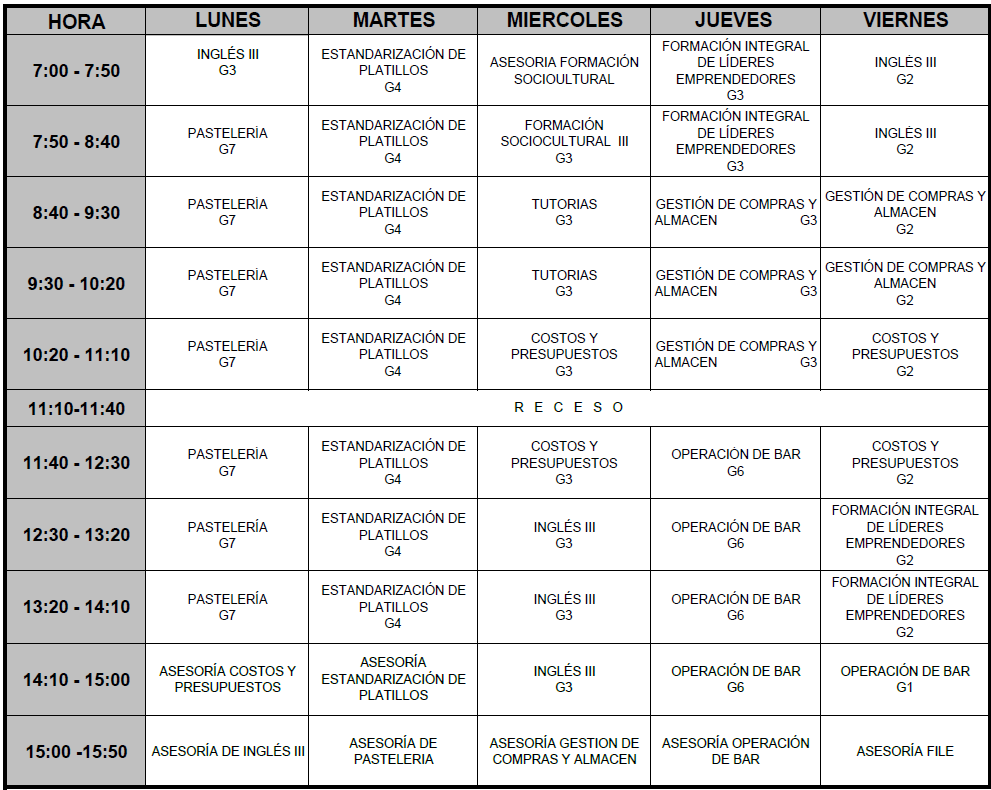 HORA LUNES MARTES MIERCOLES JUEVES VIERNES
7:00 - 7:50
INGLÉS III
G3
ESTANDARIZACIÓN DE
PLATILLOS
G4
ASESORIA FORMACIÓN
SOCIOULTURAL
FORMACIÓN INTEGRAL
DE LÍDERES
EMPRENDEDORES
G3
INGLÉS III
G2
7:50 - 8:40
PASTELERÍA
G7
ESTANDARIZACIÓN DE
PLATILLOS
G4
FORMACIÓN
SOCIOCULTURAL III
G3
FORMACIÓN INTEGRAL
DE LÍDERES
EMPRENDEDORES
G3
INGLÉS III
G2
8:40 - 9:30
PASTELERÍA
G7
ESTANDARIZACIÓN DE
PLATILLOS
G4
TUTORIAS
G3
GESTIÓN DE COMPRAS Y
ALMACEN G3
GESTIÓN DE COMPRAS Y
ALMACEN
G2
9:30 - 10:20
PASTELERÍA
G7
ESTANDARIZACIÓN DE
PLATILLOS
G4
TUTORIAS
G3
GESTIÓN DE COMPRAS Y
ALMACEN G3
GESTIÓN DE COMPRAS Y
ALMACEN
G2
10:20 - 11:10
PASTELERÍA
G7
ESTANDARIZACIÓN DE
PLATILLOS
G4
COSTOS Y
PRESUPUESTOS
G3
GESTIÓN DE COMPRAS Y
ALMACEN G3
COSTOS Y
PRESUPUESTOS
G2
11:10-11:40
R E C E S O
11:40 - 12:30
PASTELERÍA
G7
ESTANDARIZACIÓN DE
PLATILLOS
G4
COSTOS Y
PRESUPUESTOS
G3
OPERACIÓN DE BAR
G6
COSTOS Y
PRESUPUESTOS
G2
12:30 - 13:20
PASTELERÍA
G7
ESTANDARIZACIÓN DE
PLATILLOS
G4
INGLÉS III
G3
OPERACIÓN DE BAR
G6
FORMACIÓN INTEGRAL
DE LÍDERES
EMPRENDEDORES
G2
13:20 - 14:10
PASTELERÍA
G7
ESTANDARIZACIÓN DE
PLATILLOS
G4
INGLÉS III
G3
OPERACIÓN DE BAR
G6
FORMACIÓN INTEGRAL
DE LÍDERES
EMPRENDEDORES
G2
14:10 - 15:00
ASESORÍA COSTOS Y
PRESUPUESTOS
ASESORÍA
ESTANDARIZACIÓN DE
PLATILLOS
INGLÉS III
G3
OPERACIÓN DE BAR
G6
OPERACIÓN DE BAR
G1
15:00 -15:50
ASESORÍA DE INGLÉS III
ASESORÍA DE
PASTELERIA
ASESORÍA GESTION DE
COMPRAS Y ALMACEN
ASESORÍA OPERACIÓN
DE BAR
ASESORÍA FILE